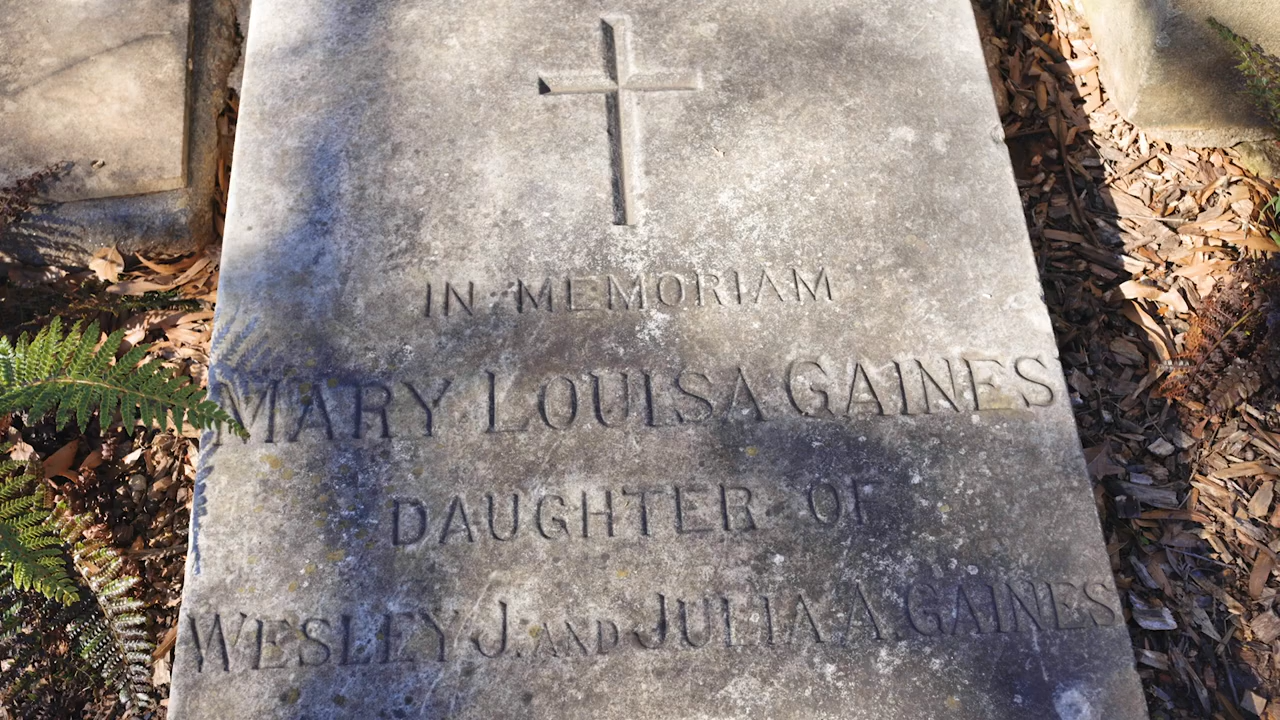 IN MEMORIAM
MARY LOUISA GAINES
DAUGHTER OF
WESLEY J. AND JULIA A. GAINES